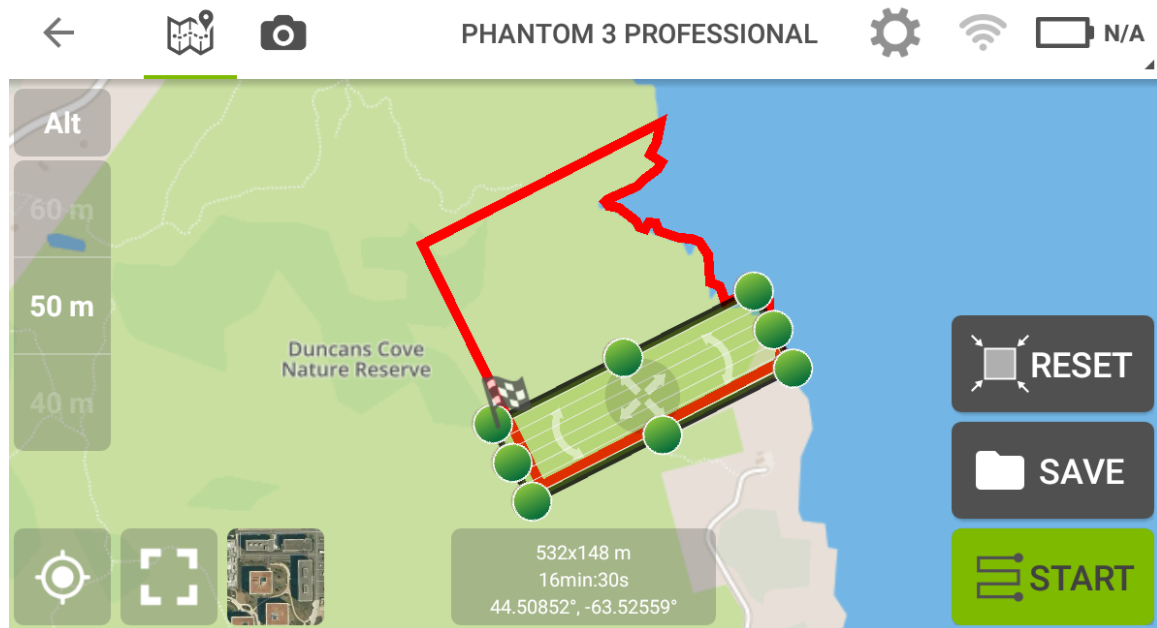 PHANTOM 3 PROFESSIONAL
N/A
Alt
60 m
50 m
40 m
Duncans Cove
Nature Reserve
RESET
SAVE
START
532x148 m
16min:30s
44.50852°, -63.52559°